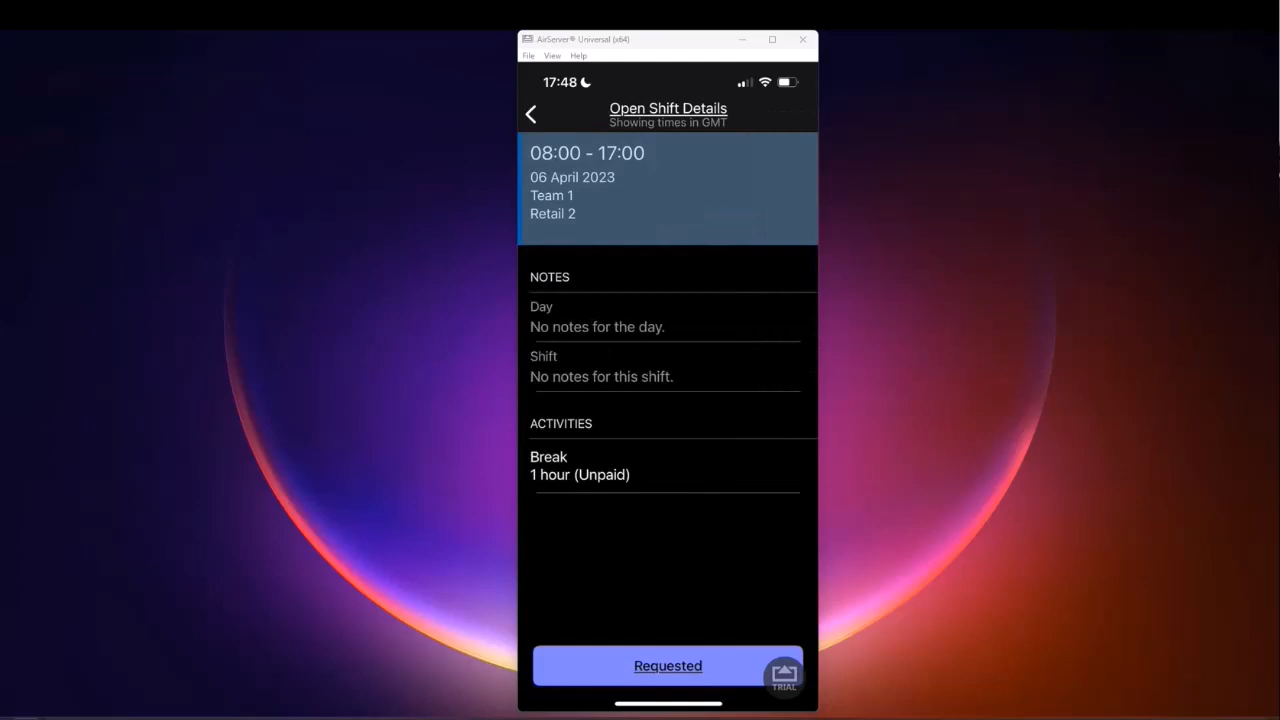 AirServer® Universal (x64)
File View Help
17:48
Open Shift Details
Showing times in GMT
08:00 - 17:00
06 April 2023
Team 1
Retail 2
NOTES
Day
No notes for the day.
Shift
No notes for this shift.
ACTIVITIES
Break
1 hour (Unpaid)
Requested
TRIAL